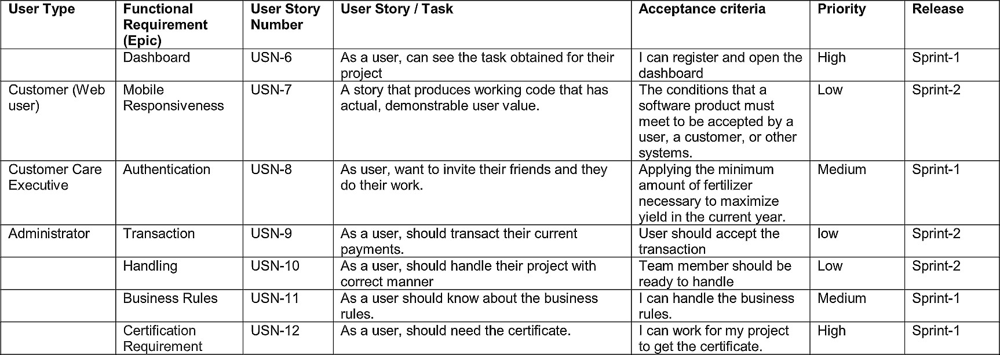 User Type
Functional
Requirement
(Epic)
User Story
Number
User Story / Task
Acceptance criteria
Priority
Release
Dashboard
USN-6
As a user, can see the task obtained for their
project
I can register and open the
dashboard
High
Sprint-1
Customer (Web
user)
Mobile
Responsiveness
USN-7
A story that produces working code that has
actual, demonstrable user value.
The conditions that a
software product must
meet to be accepted by a
user, a customer, or other
systems.
Low
Sprint-2
Customer Care
Executive
Authentication
USN-8
As user, want to invite their friends and they
do their work.
Applying the minimum
amount of fertilizer
necessary to maximize
yield in the current year.
Medium
Sprint-1
Administrator
Transaction
USN-9
As a user, should transact their current
payments.
User should accept the
transaction
low
Sprint-2
Handling
USN-10
As a user, should handle their project with
correct manner
Team member should be
ready to handle
Low
Sprint-2
Business Rules
USN-11
As a user should know about the business
rules.
I can handle the business
rules.
Medium
Sprint-1
Certification
Requirement
USN-12
As a user, should need the certificate.
I can work for my project
to get the certificate.
High
Sprint-1